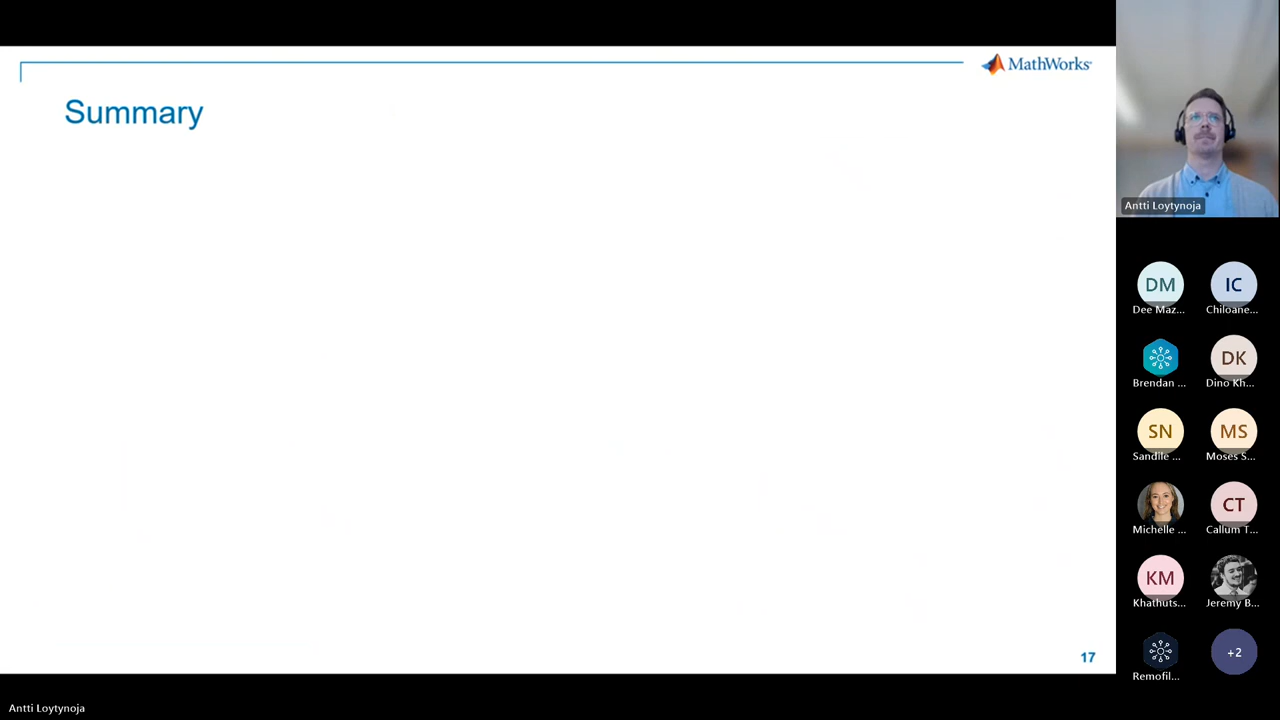 MathWorks
Summary
17
Antti Loytynoja
DM
Dee Maz...
IC
Chiloane...
Brendan ...
DK
Dino Kh...
SN
Sandile ...
MS
Moses S...
Michelle ...
CT
Callum T...
KM
Khathuts...
Jeremy B...
Remofil...
+2
Antti Loytynoja